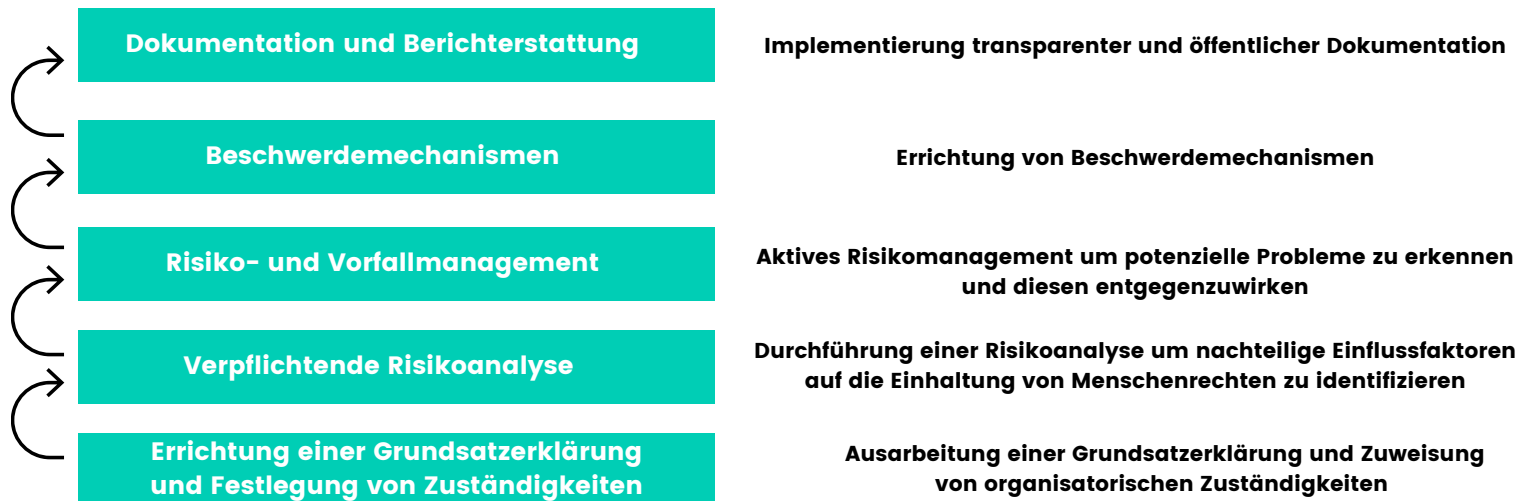 Dokumentation und Berichterstattung
Implementierung transparenter und öffentlicher Dokumentation
Beschwerdemechanismen
Errichtung von Beschwerdemechanismen
Risiko- und Vorfallmanagement
Aktives Risikomanagement um potenzielle Probleme zu erkennen
und diesen entgegenzuwirken
Verpflichtende Risikoanalyse
Durchführung einer Risikoanalyse um nachteilige Einflussfaktoren
auf die Einhaltung von Menschenrechten zu identifizieren
Errichtung einer Grundsatzerklärung
und Festlegung von Zuständigkeiten
Ausarbeitung einer Grundsatzerklärung und Zuweisung
von organisatorischen Zuständigkeiten